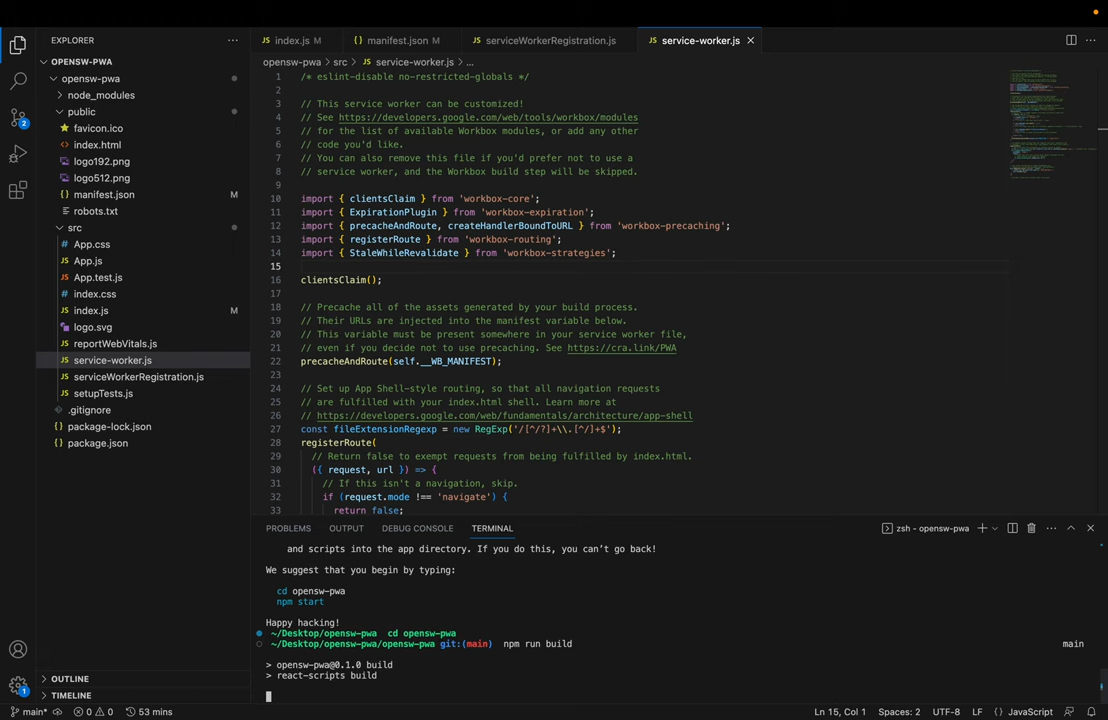 EXPLORER
OPENSW-PWA
opensw-pwa
node_modules
public
favicon.ico
index.html
logo192.png
logo512.png
manifest.json M
robots.txt
src
App.css
App.js
App.test.js
index.css
index.js M
logo.svg
reportWebVitals.js
service-worker.js
serviceWorkerRegistration.js
setupTests.js
.gitignore
package-lock.json
package.json
OUTLINE
TIMELINE
2
1
index.js M
manifest.json M
serviceWorkerRegistration.js
service-worker.js
opensw-pwa > src > service-worker.js > ...
1 /* eslint-disable no-restricted-globals */
2
3 // This service worker can be customized!
4 // See https://developers.google.com/web/tools/workbox/modules
5 // for the list of available Workbox modules, or add any other
6 // code you'd like.
7 // You can also remove this file if you'd prefer not to use a
8 // service worker, and the Workbox build step will be skipped.
9
10 import { clientsClaim } from 'workbox-core';
11 import { ExpirationPlugin } from 'workbox-expiration';
12 import { precacheAndRoute, createHandlerBoundToURL } from 'workbox-precaching';
13 import { registerRoute } from 'workbox-routing';
14 import { StaleWhileRevalidate } from 'workbox-strategies';
15
16 clientsClaim();
17
18 // Precache all of the assets generated by your build process.
19 // Their URLs are injected into the manifest variable below.
20 // This variable must be present somewhere in your service worker file,
21 // even if you decide not to use precaching. See https://cra.link/PWA
22 precacheAndRoute(self.__WB_MANIFEST);
23
24 // Set up App Shell-style routing, so that all navigation requests
25 // are fulfilled with your index.html shell. Learn more at
26 // https://developers.google.com/web/fundamentals/architecture/app-shell
27 const fileExtensionRegexp = new RegExp('/[^/?]+\\.[^/]+$');
28 registerRoute(
29 // Return false to exempt requests from being fulfilled by index.html.
30 ({ request, url }) => {
31 // If this isn't a navigation, skip.
32 if (request.mode !== 'navigate') {
33 return false;
PROBLEMS OUTPUT DEBUG CONSOLE TERMINAL
zsh - opensw-pwa
and scripts into the app directory. If you do this, you can't go back!
We suggest that you begin by typing:
cd opensw-pwa
npm start
Happy hacking!
~/Desktop/opensw-pwa cd opensw-pwa
~/Desktop/opensw-pwa/opensw-pwa git:(main) npm run build main
> opensw-pwa@0.1.0 build
> react-scripts build
main* 0 0 53 mins Ln 15, Col 1 Spaces: 2 UTF-8 LF {} JavaScript